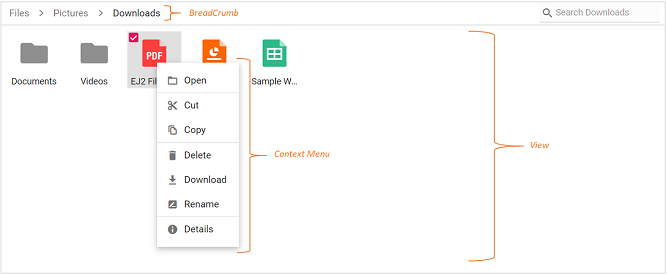 Files > Pictures > Downloads BreadCrumb Search Downloads
PDF
Documents Videos EJ2 Fil Sample W...
Open
Cut
Copy
Context Menu
View
Delete
Download
Rename
Details